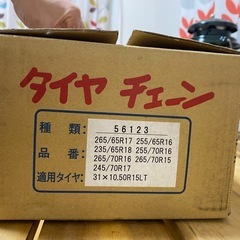 タイヤ チェーン
種類: 56123
265/65R17 255/65R16
品番: 235/65R18 255/70R16
265/70R16 265/70R15
245/70R17
適用タイヤ: 31×10.50R15LT